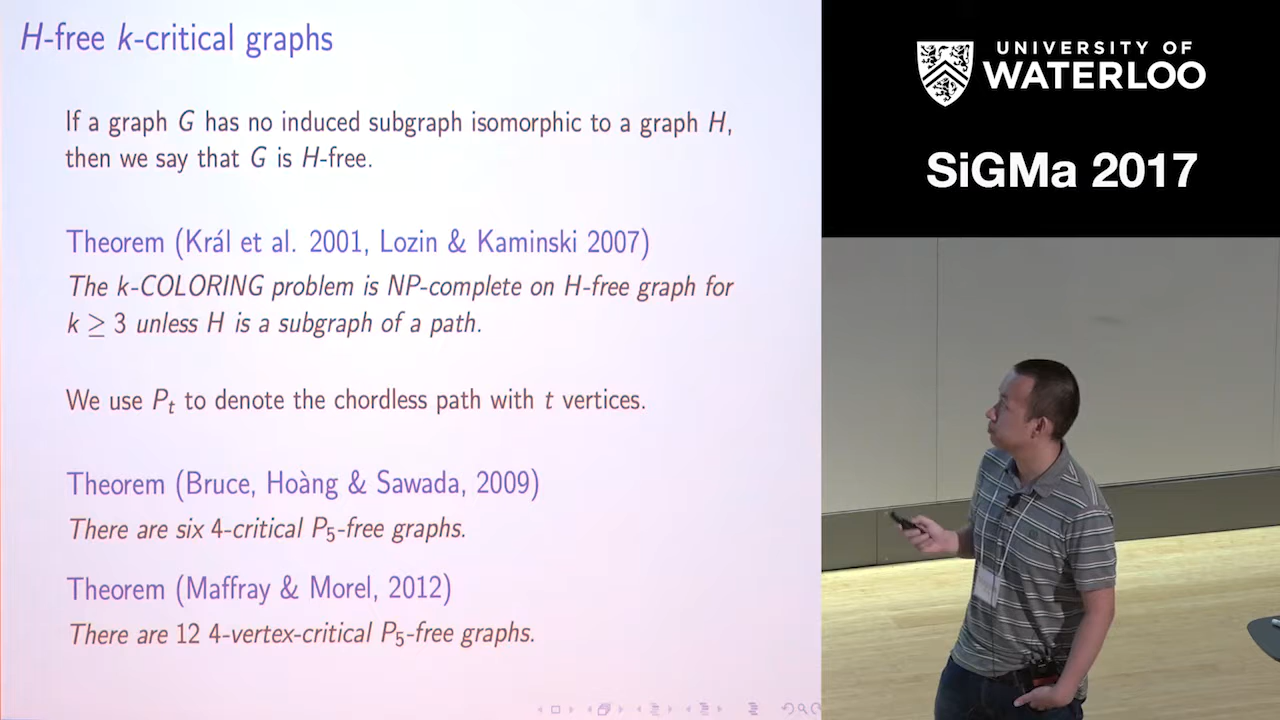 H-free k-critical graphs
If a graph G has no induced subgraph isomorphic to a graph H,
then we say that G is H-free.
Theorem (Král et al. 2001, Lozin & Kaminski 2007)
The k-COLORING problem is NP-complete on H-free graph for
k ≥ 3 unless H is a subgraph of a path.
We use Pₜ to denote the chordless path with t vertices.
Theorem (Bruce, Hoàng & Sawada, 2009)
There are six 4-critical P₅-free graphs.
Theorem (Maffray & Morel, 2012)
There are 12 4-vertex-critical P₅-free graphs.
UNIVERSITY OF
WATERLOO
SiGMa 2017